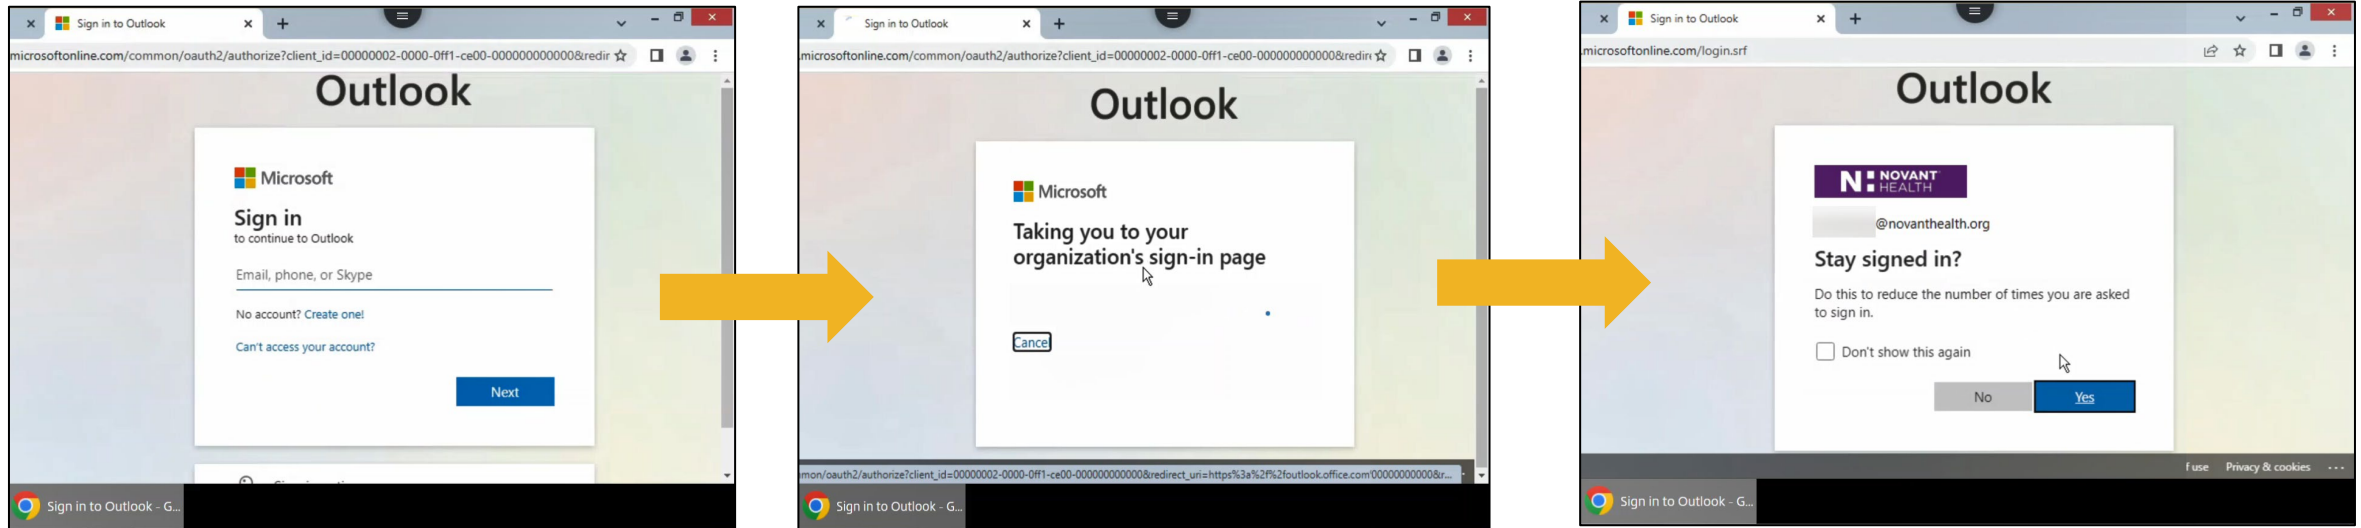 Sign in to Outlook
microsoftonline.com/common/oauth2/authorize?client_id=00000002-0000-0ff1-ce00-000000000000&redir
Outlook
Microsoft
Sign in
to continue to Outlook
Email, phone, or Skype
No account? Create one!
Can't access your account?
Next
Sign in to Outlook - G...
Sign in to Outlook
microsoftonline.com/common/oauth2/authorize?client_id=00000002-0000-0ff1-ce00-000000000000&redire
Outlook
Microsoft
Taking you to your
organization's sign-in page
Cancel
mon/oauth2/authorize?client_id=00000002-0000-0ff1-ce00-000000000000&redirect_uri=https%3a%2f%2foutlook.office.com'00000000000&r...
Sign in to Outlook - G...
Sign in to Outlook
microsoftonline.com/login.srf
Outlook
NOVANT
HEALTH
@novanthealth.org
Stay signed in?
Do this to reduce the number of times you are asked
to sign in.
Don't show this again
No
Yes
f use Privacy & cookies ...
Sign in to Outlook - G...